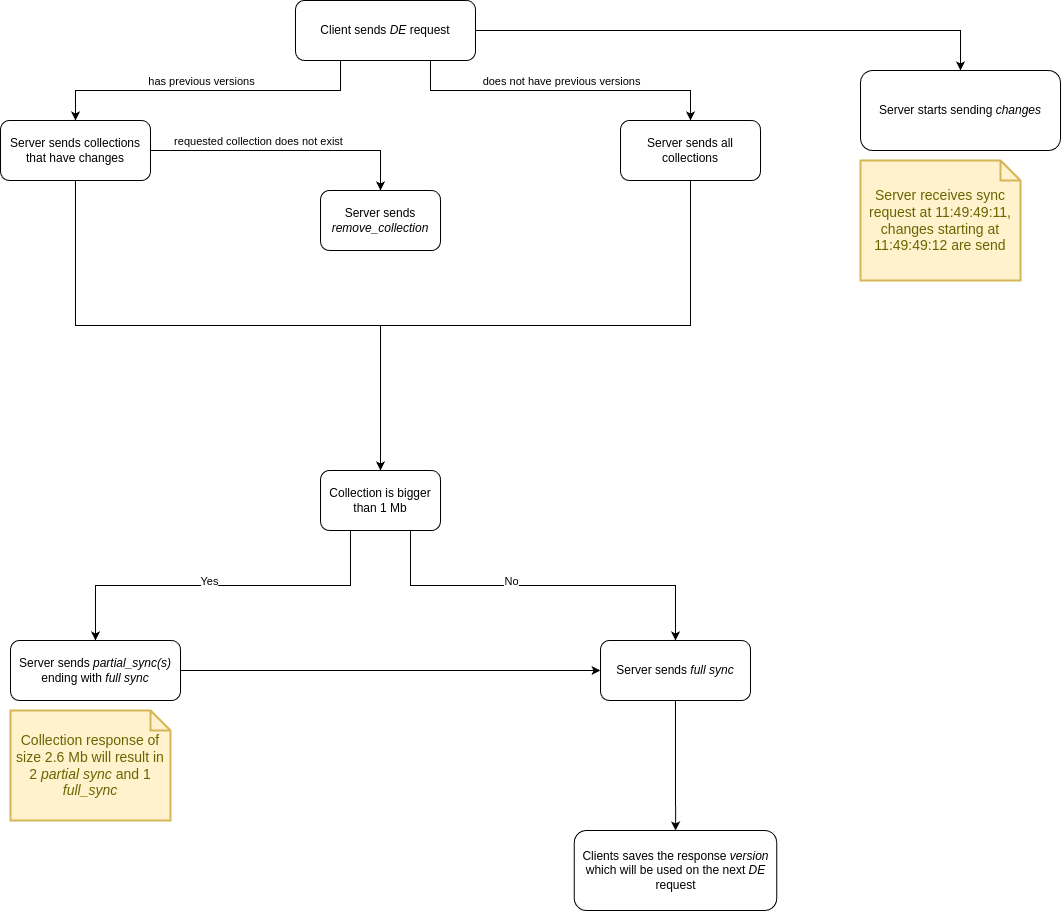 Client sends DE request
has previous versions
does not have previous versions
Server starts sending changes
Server sends collections
that have changes
requested collection does not exist
Server sends all
collections
Server sends
remove_collection
Server receives sync
request at 11:49:49:11,
changes starting at
11:49:49:12 are send
Collection is bigger
than 1 Mb
Yes
No
Server sends partial_sync(s)
ending with full sync
Server sends full sync
Collection response of
size 2.6 Mb will result in
2 partial sync and 1
full_sync
Clients saves the response version
which will be used on the next DE
request